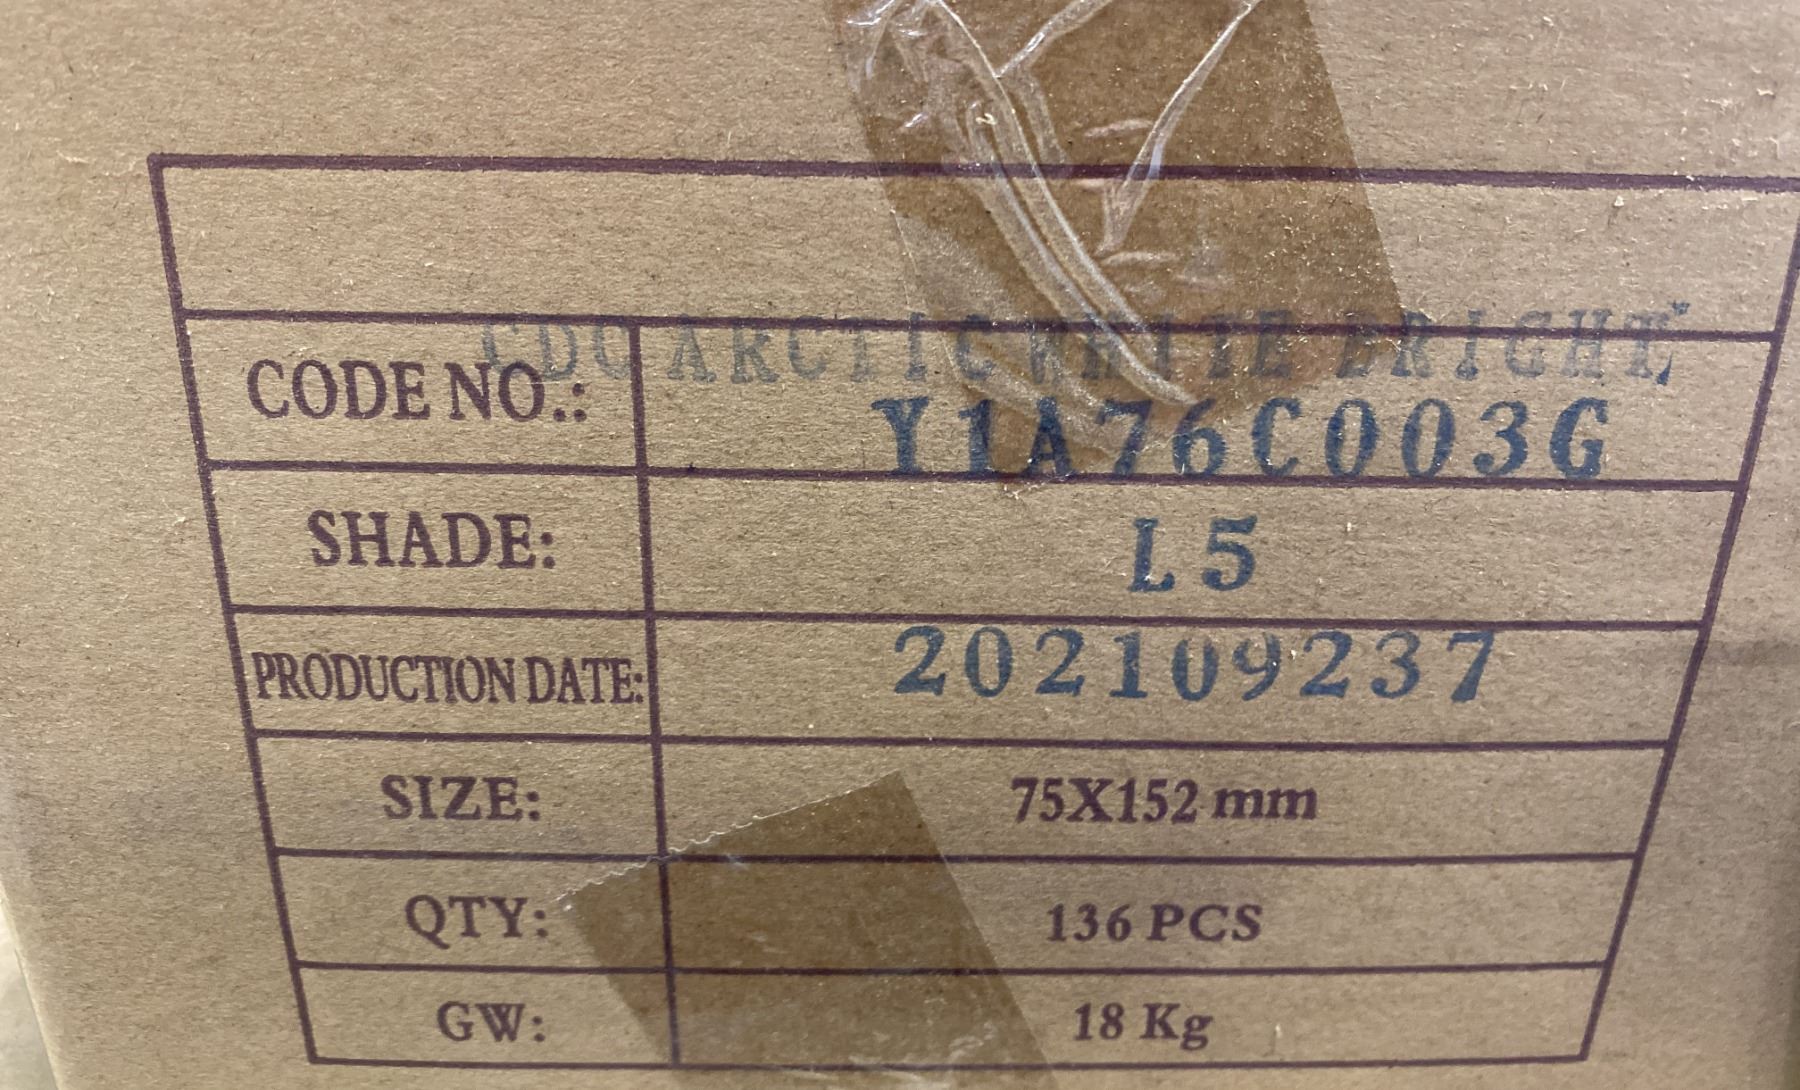 CDC ARCTIC WHITE BRIGHT
CODE NO.: Y1A76C003G
SHADE: L5
PRODUCTION DATE: 202109237
SIZE: 75X152 mm
QTY: 136 PCS
GW: 18 Kg